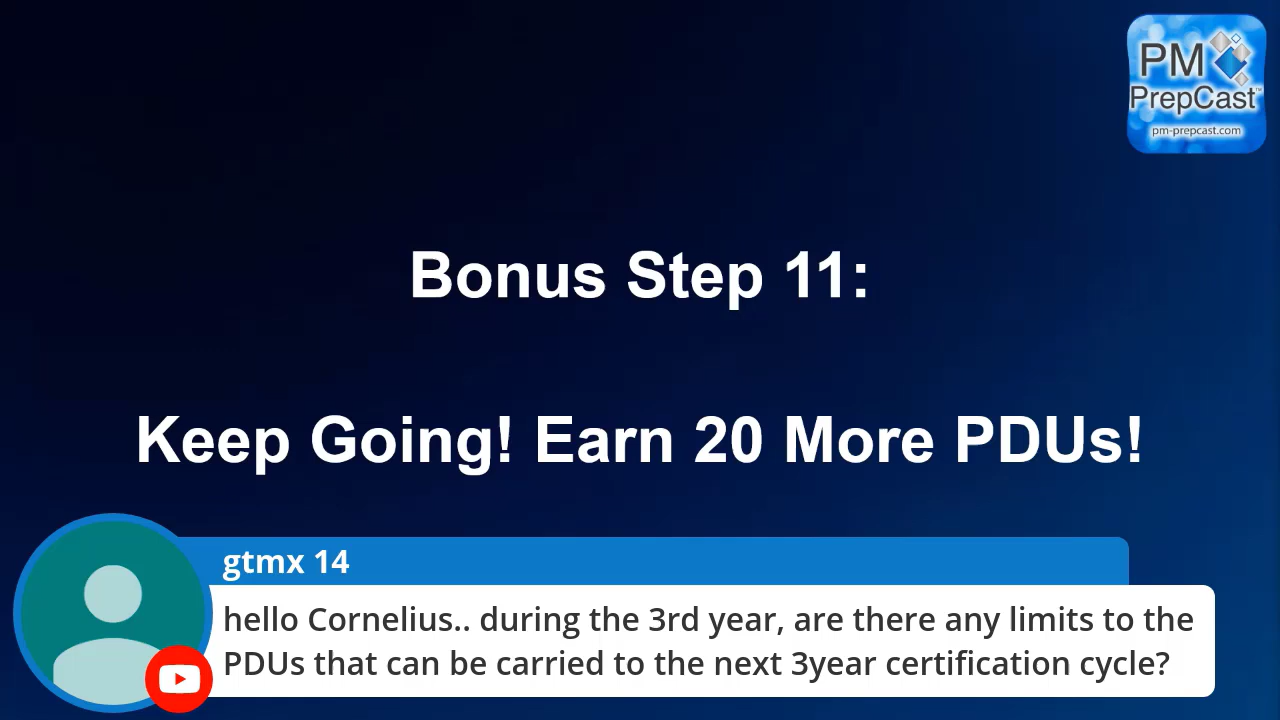 PM
PrepCast™
pm-prepcast.com
Bonus Step 11:
Keep Going! Earn 20 More PDUs!
gtmx 14
hello Cornelius.. during the 3rd year, are there any limits to the
PDUs that can be carried to the next 3year certification cycle?